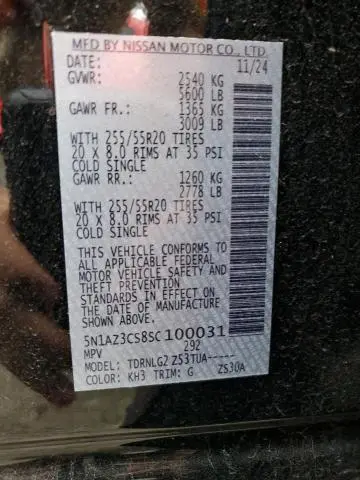 MFD BY NISSAN MOTOR CO., LTD.
DATE: 11/24
GVWR: 2540 KG
5600 LB
GAWR FR.: 1365 KG
3009 LB
WITH 255/55R20 TIRES
20 X 8.0 RIMS AT 35 PSI
COLD SINGLE
GAWR RR.: 1260 KG
2778 LB
WITH 255/55R20 TIRES
20 X 8.0 RIMS AT 35 PSI
COLD SINGLE
THIS VEHICLE CONFORMS TO
ALL APPLICABLE FEDERAL
MOTOR VEHICLE SAFETY AND
THEFT PREVENTION
STANDARDS IN EFFECT ON
THE DATE OF MANUFACTURE
SHOWN ABOVE.
5N1AZ3CS8SC100031
MPV 292
MODEL: TDRNLG2 ZS3TUA-----
COLOR: KH3 TRIM: G ZS30A